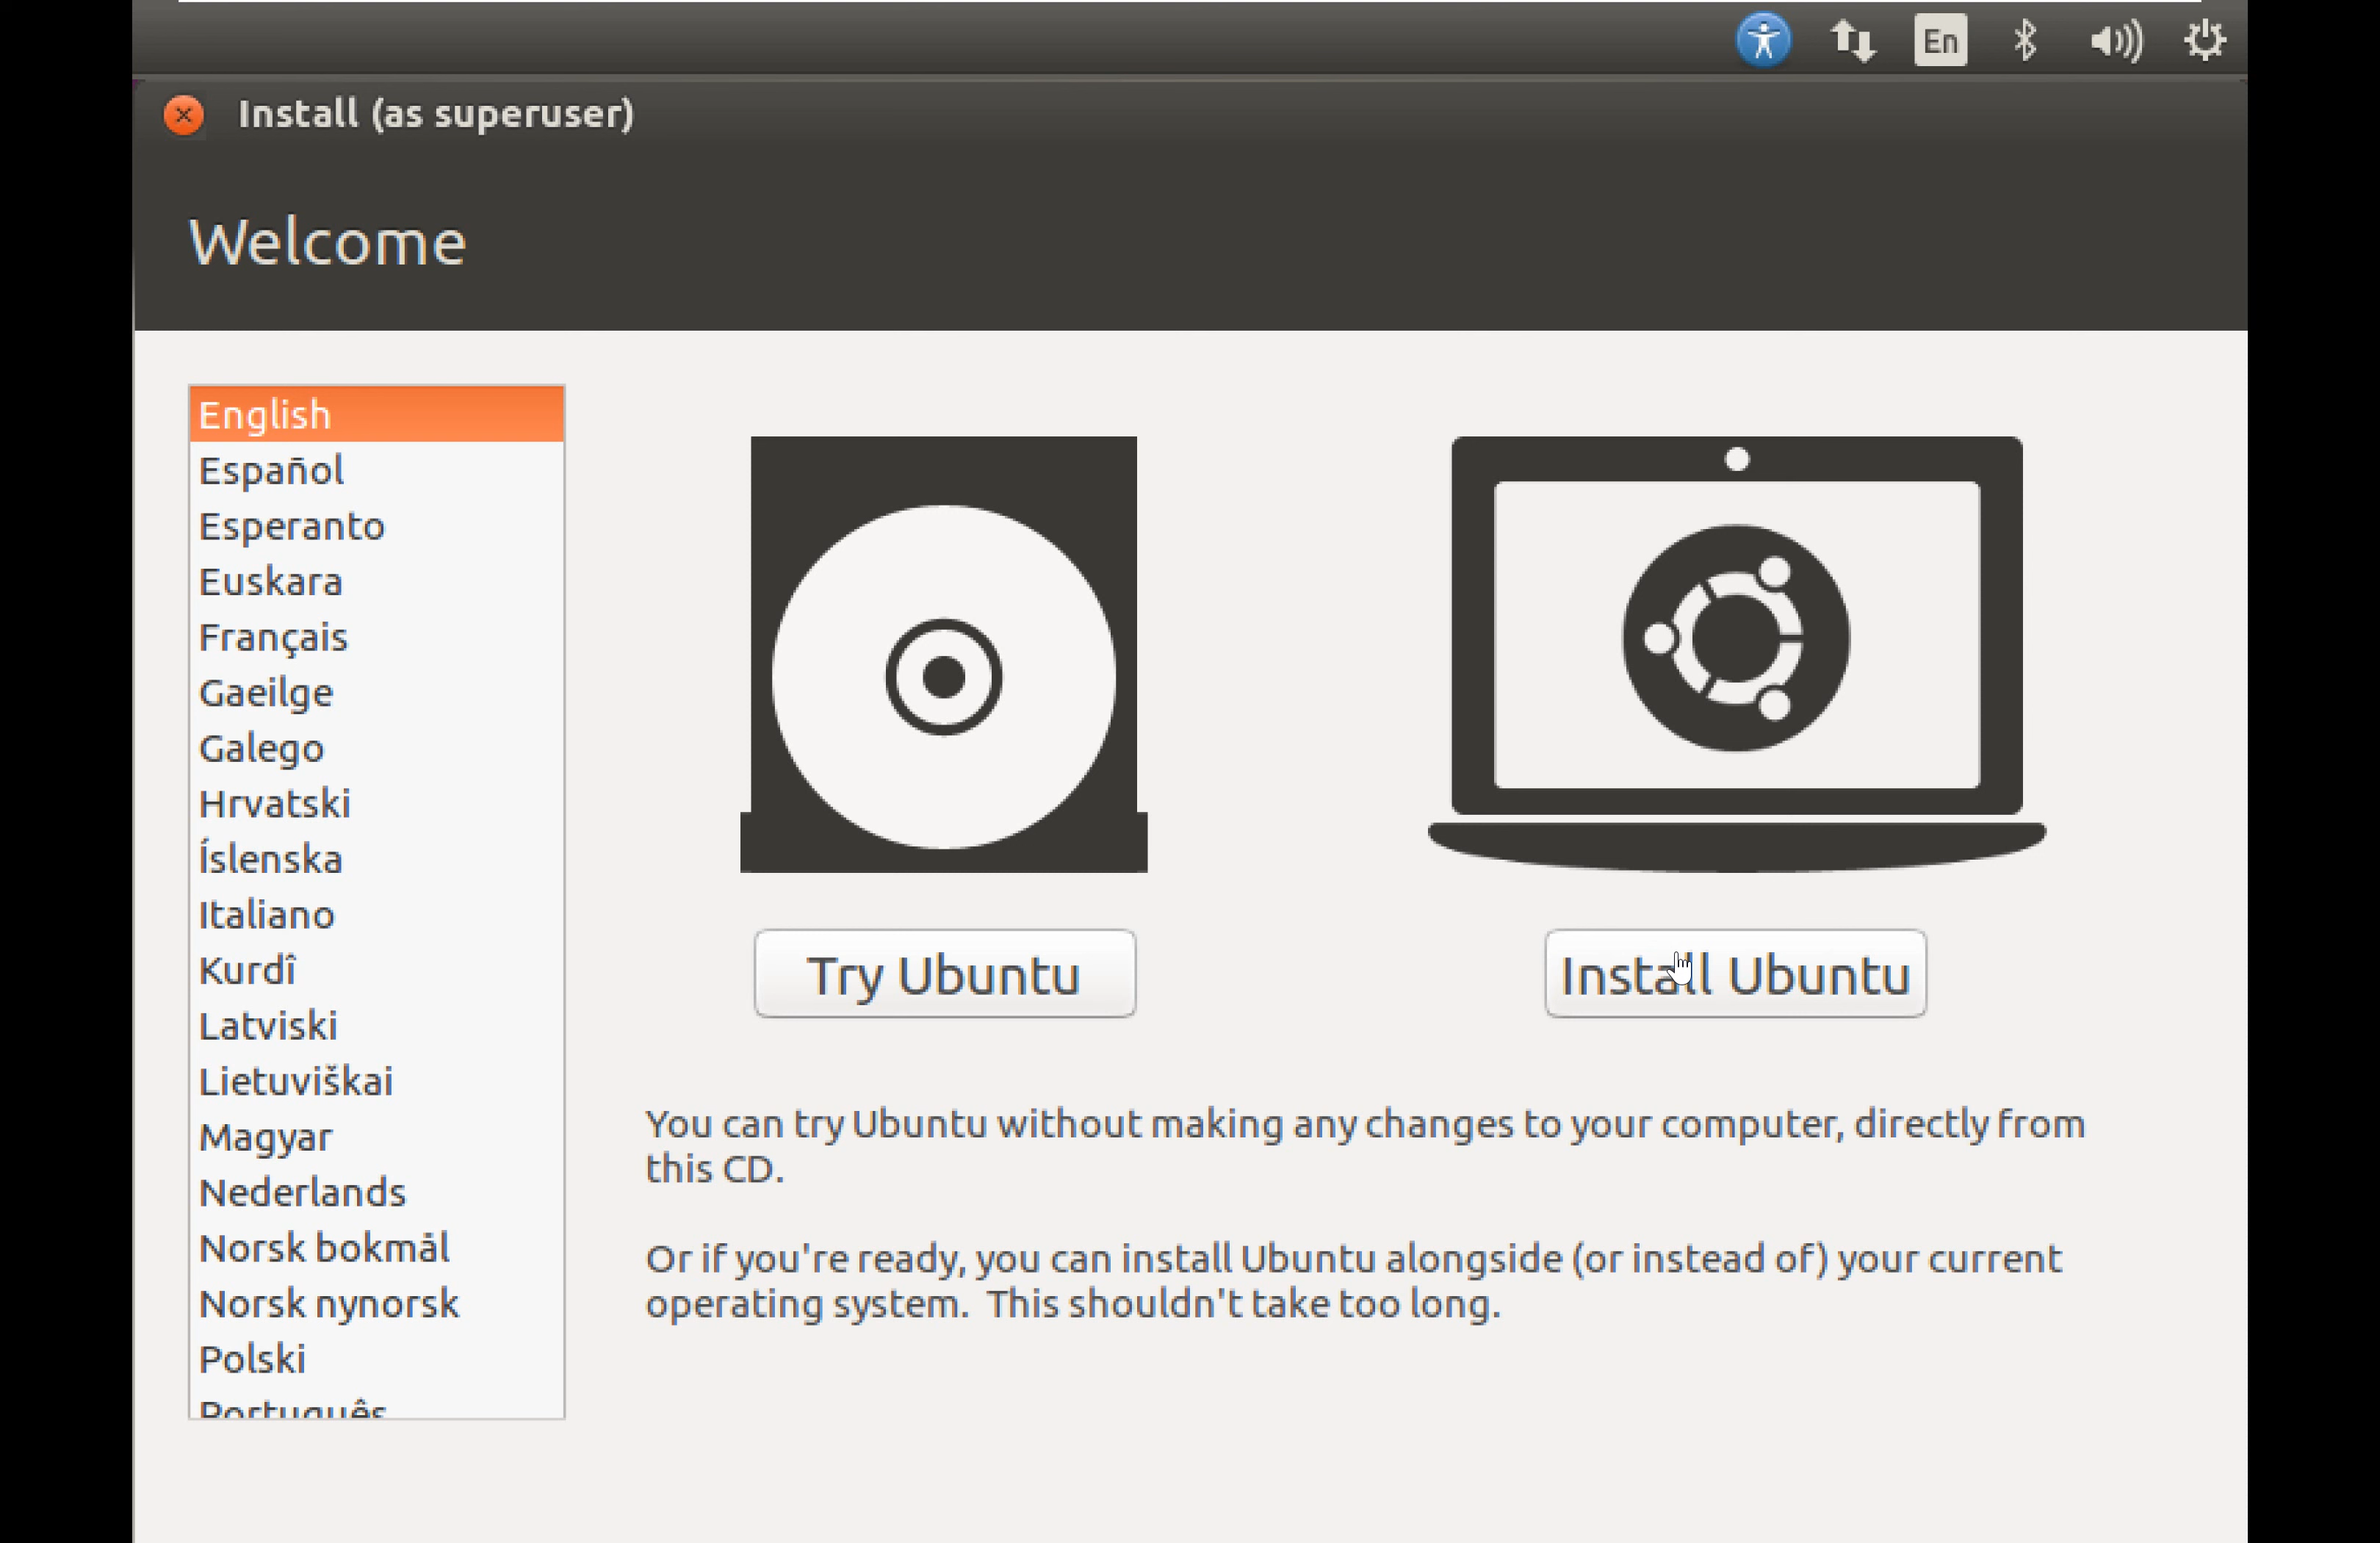 En
Install (as superuser)
Welcome
English
Español
Esperanto
Euskara
Français
Gaeilge
Galego
Hrvatski
Íslenska
Italiano
Kurdî
Latviski
Lietuviškai
Magyar
Nederlands
Norsk bokmål
Norsk nynorsk
Polski
Português
Try Ubuntu
Install Ubuntu
You can try Ubuntu without making any changes to your computer, directly from
this CD.
Or if you're ready, you can install Ubuntu alongside (or instead of) your current
operating system.  This shouldn't take too long.